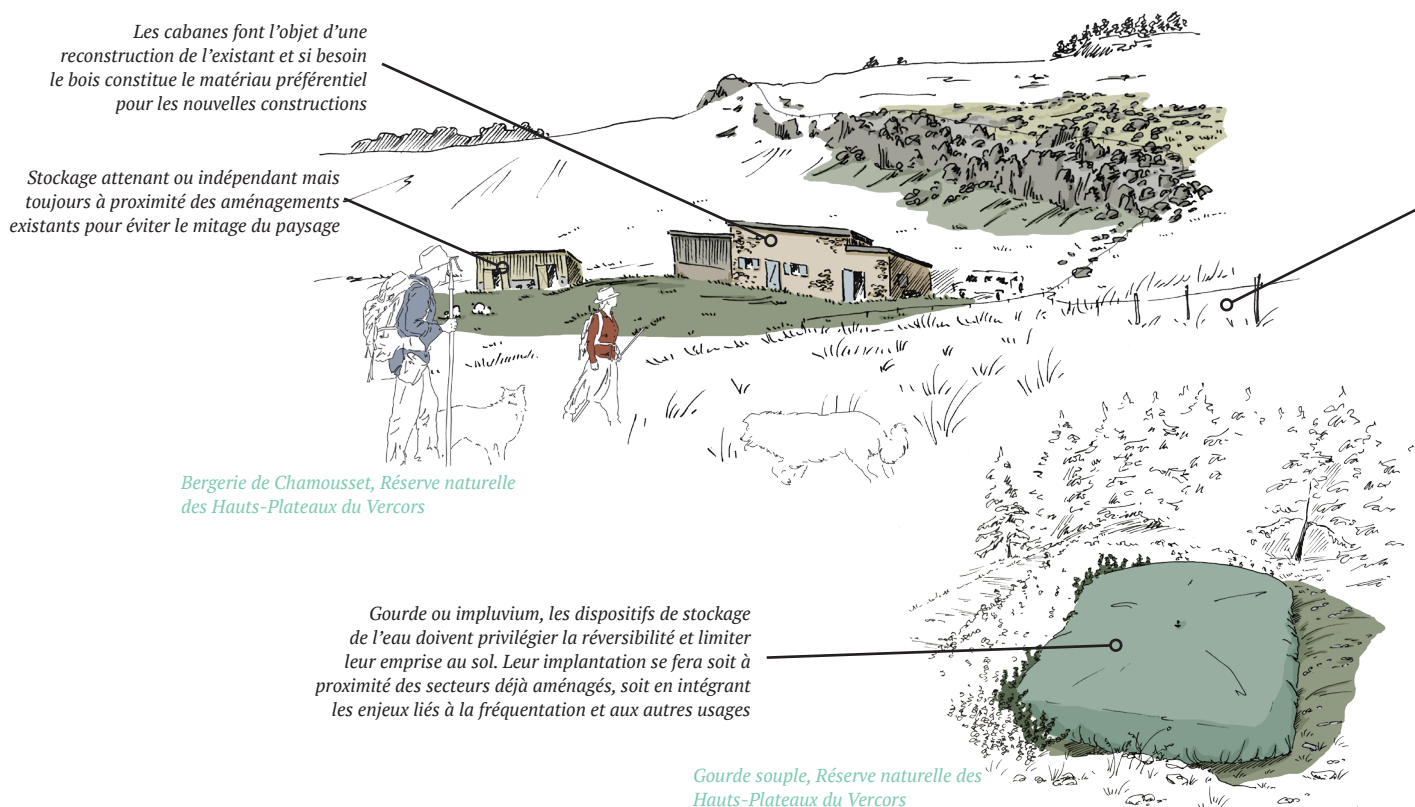 Les cabanes font l’objet d’une
reconstruction de l’existant et si besoin
le bois constitue le matériau préférentiel
pour les nouvelles constructions
Stockage attenant ou indépendant mais
toujours à proximité des aménagements
existants pour éviter le mitage du paysage
Bergerie de Chamousset, Réserve naturelle
des Hauts-Plateaux du Vercors
Gourde ou impluvium, les dispositifs de stockage
de l’eau doivent privilégier la réversibilité et limiter
leur emprise au sol. Leur implantation se fera soit à
proximité des secteurs déjà aménagés, soit en intégrant
les enjeux liés à la fréquentation et aux autres usages
Gourde souple, Réserve naturelle des
Hauts-Plateaux du Vercors